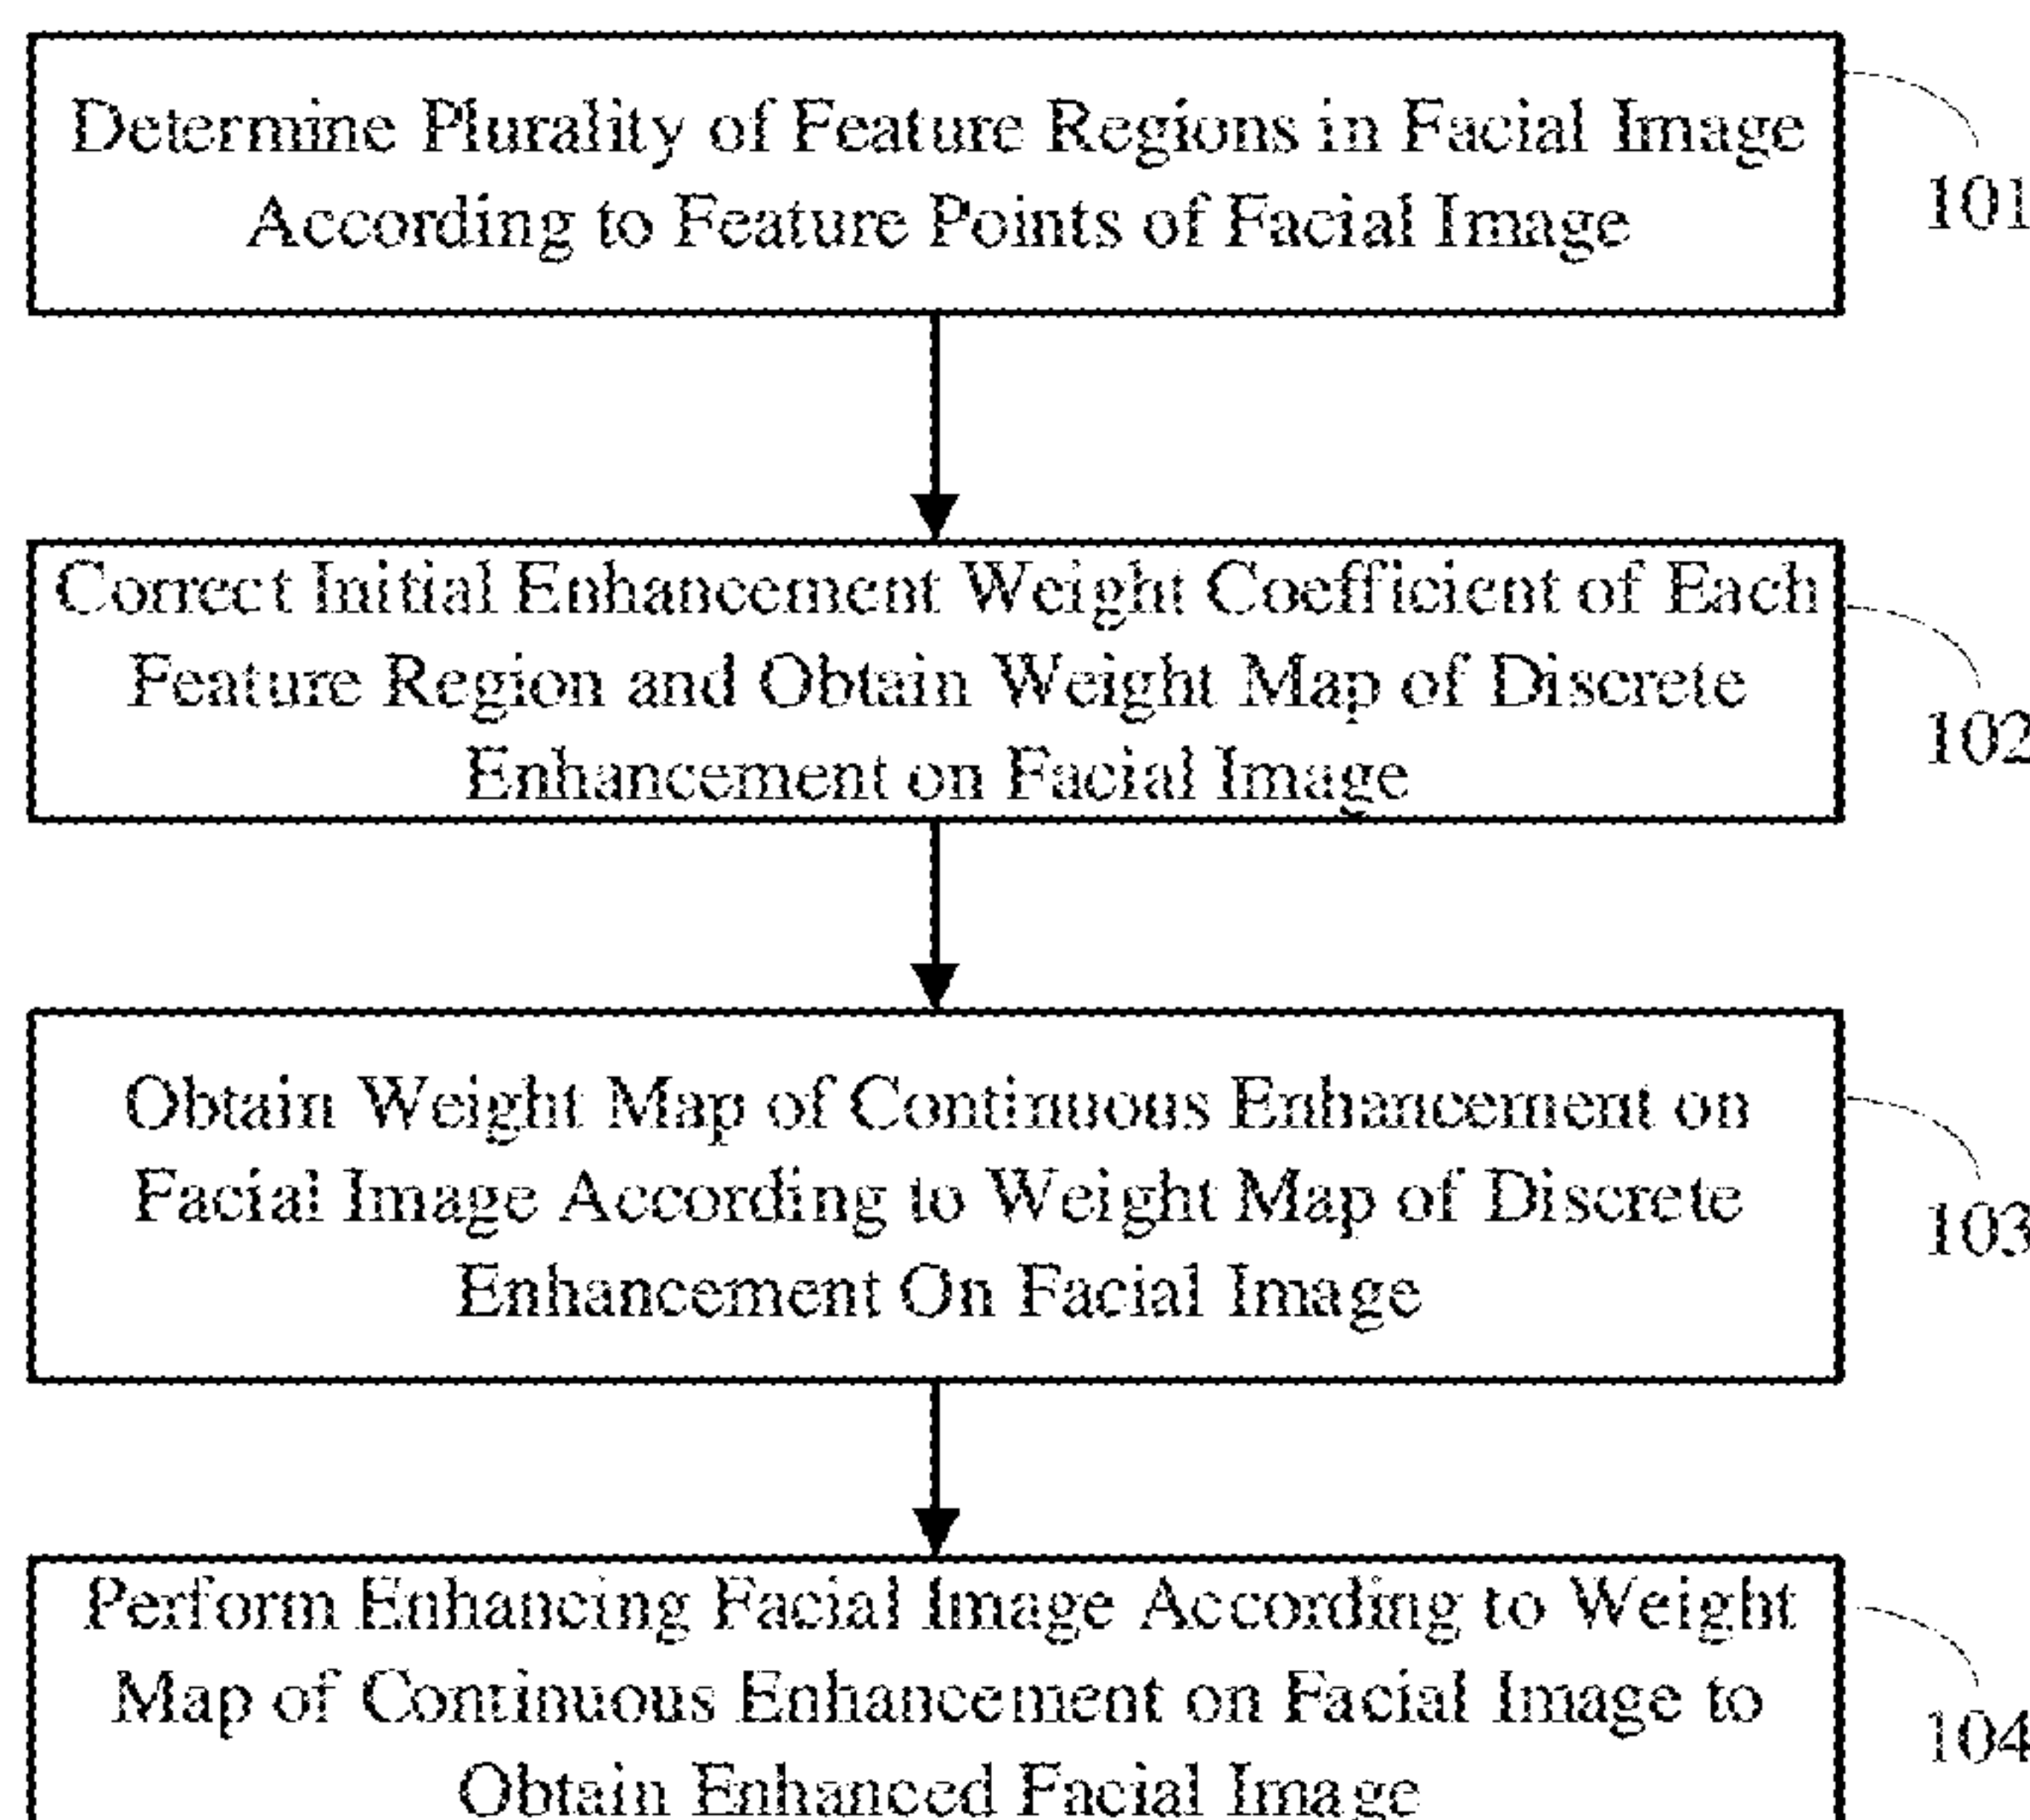 Determine Plurality of Feature Regions in Facial Image
According to Feature Points of Facial Image
101
Correct Initial Enhancement Weight Coefficient of Each
Feature Region and Obtain Weight Map of Discrete
Enhancement on Facial Image
102
Obtain Weight Map of Continuous Enhancement on
Facial Image According to Weight Map of Discrete
Enhancement On Facial Image
103
Perform Enhancing Facial Image According to Weight
Map of Continuous Enhancement on Facial Image to
Obtain Enhanced Facial Image
104